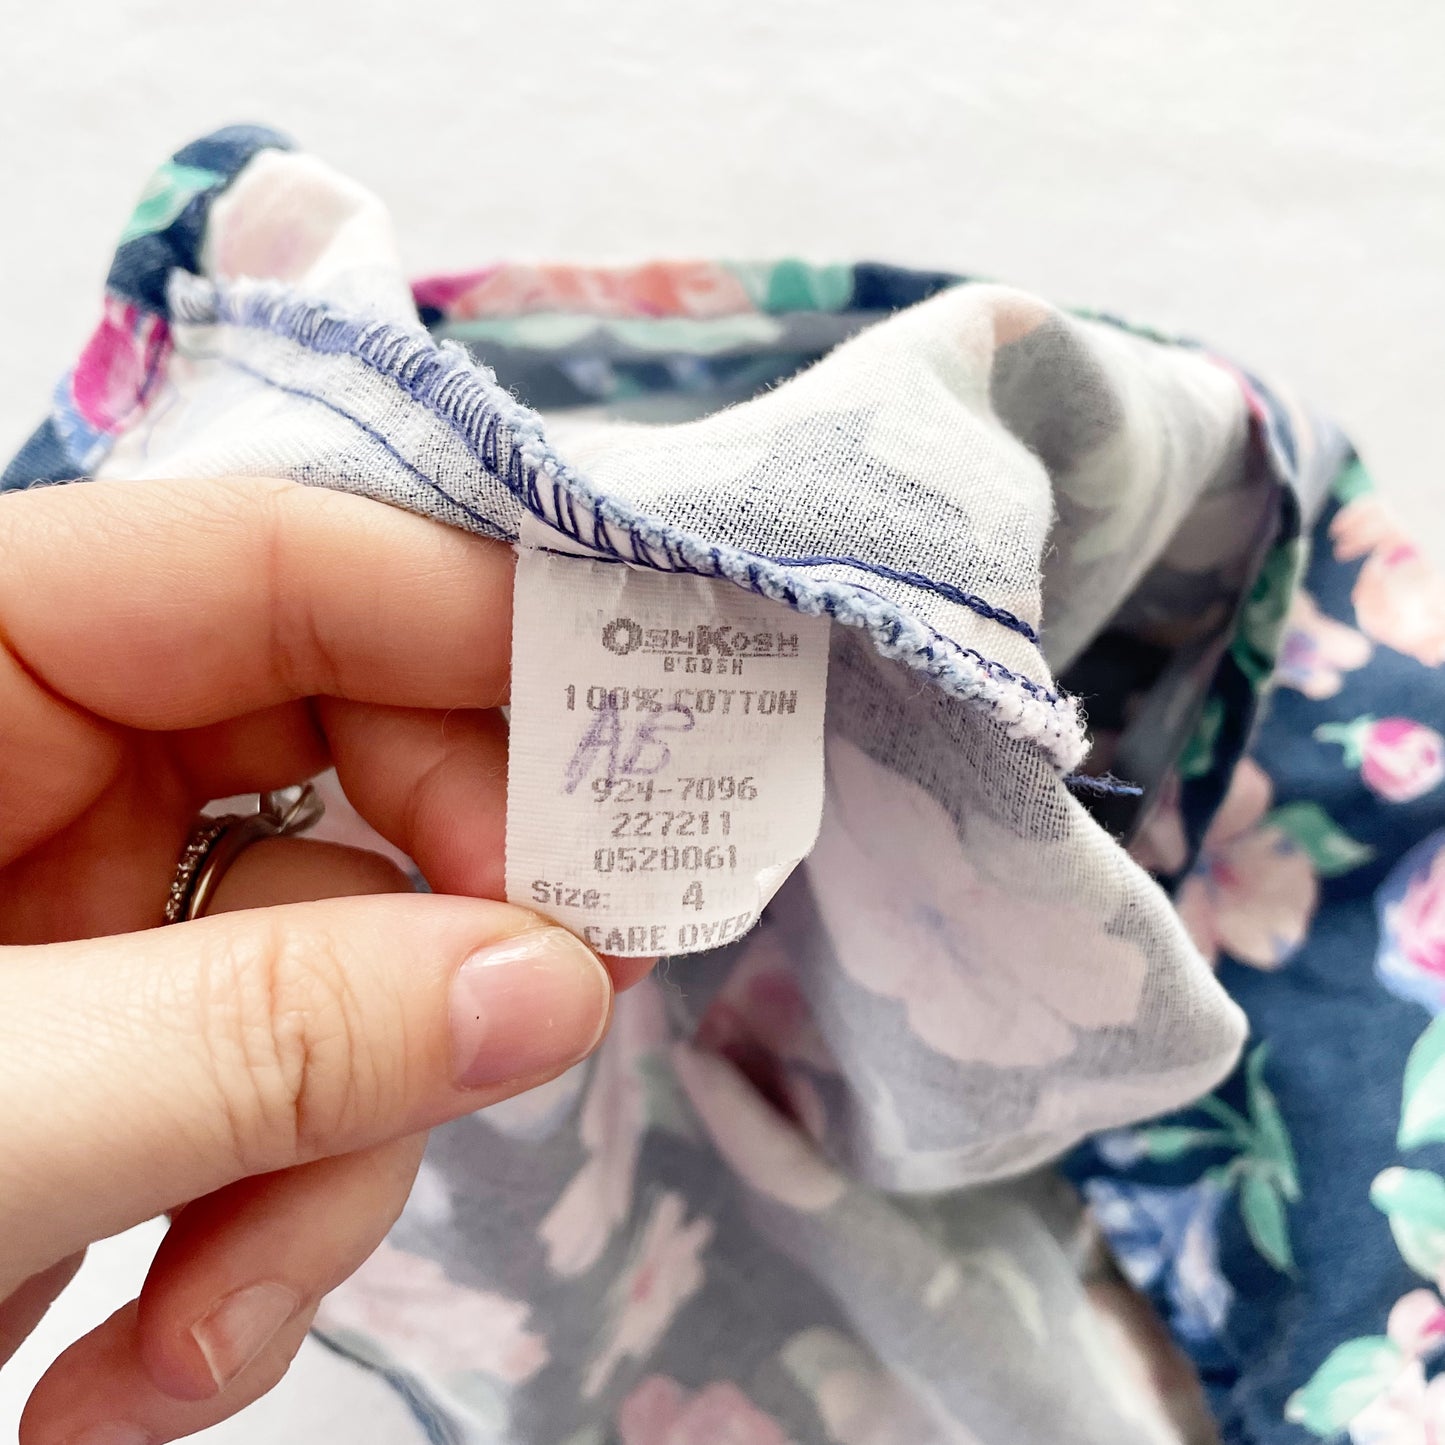 OSHKOSH
B'GOSH
100% COTTON
AB
924-7096
227211
0528061
Size: 4
CARE OVER